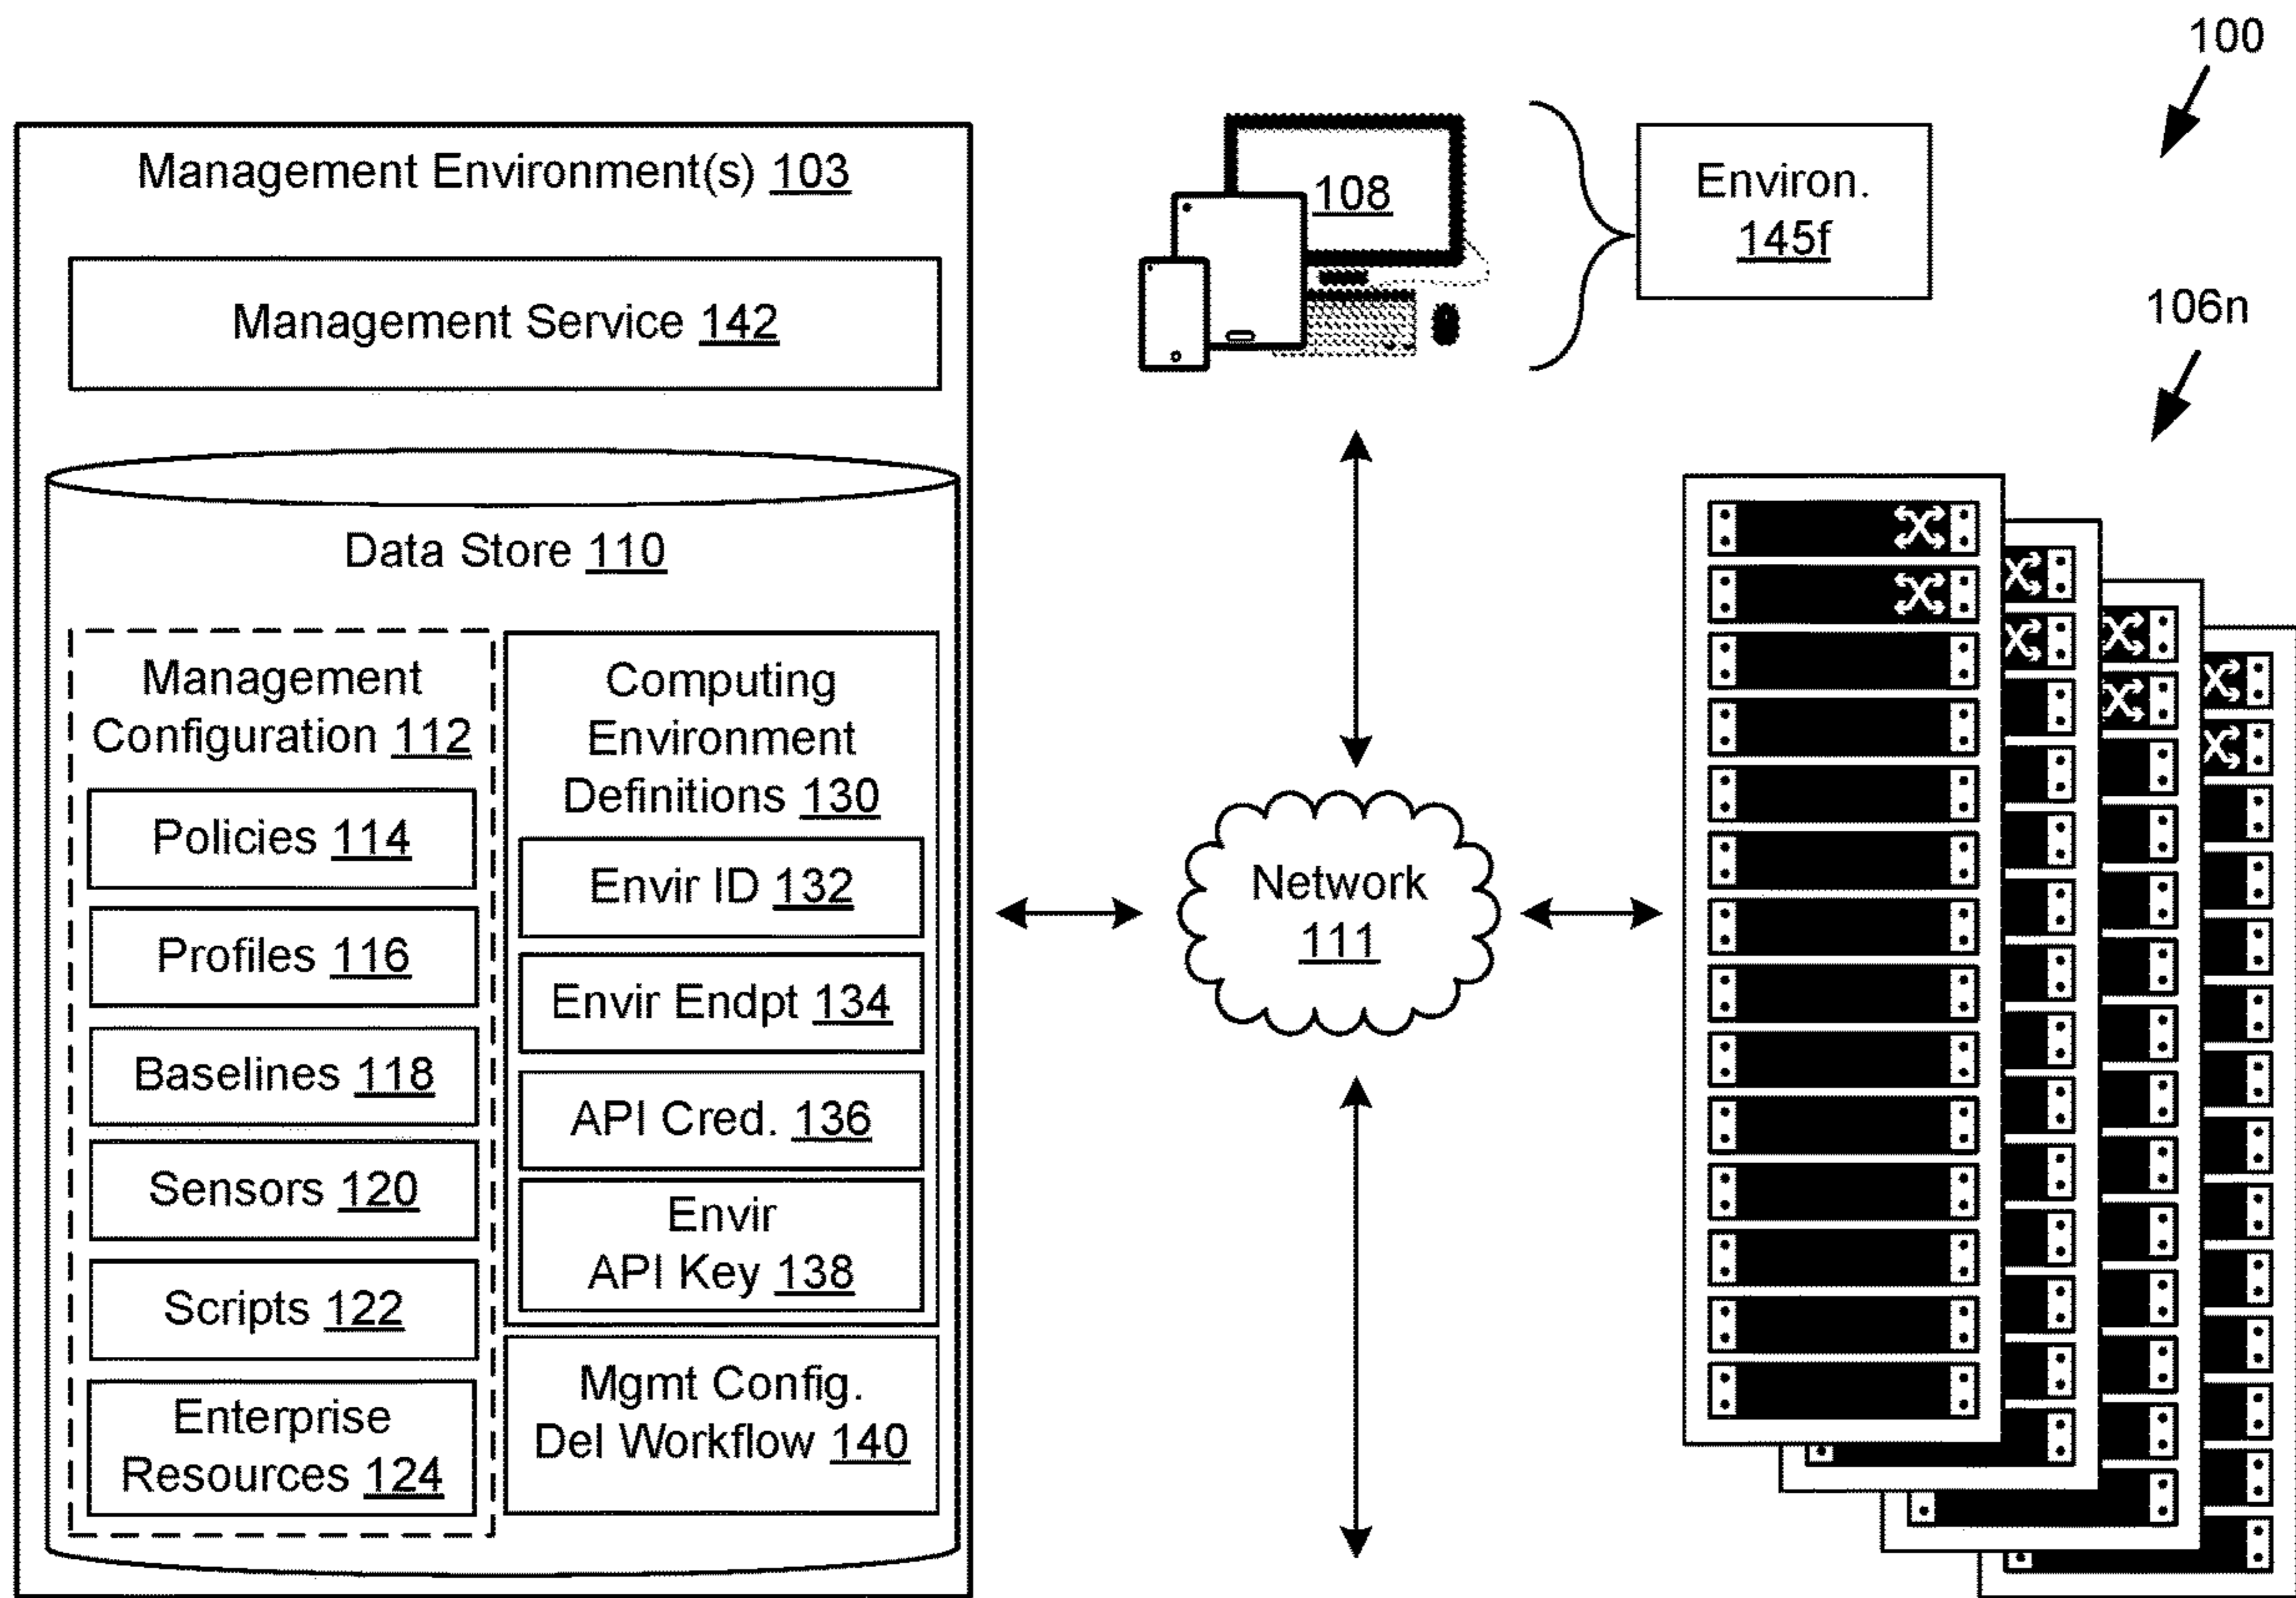 100
Management Environment(s) 103
Management Service 142
108
Environ.
145f
106n
Data Store 110
Management
Configuration 112
Policies 114
Profiles 116
Baselines 118
Sensors 120
Scripts 122
Enterprise
Resources 124
Computing
Environment
Definitions 130
Envir ID 132
Envir Endpt 134
API Cred. 136
Envir
API Key 138
Mgmt Config.
Del Workflow 140
Network
111